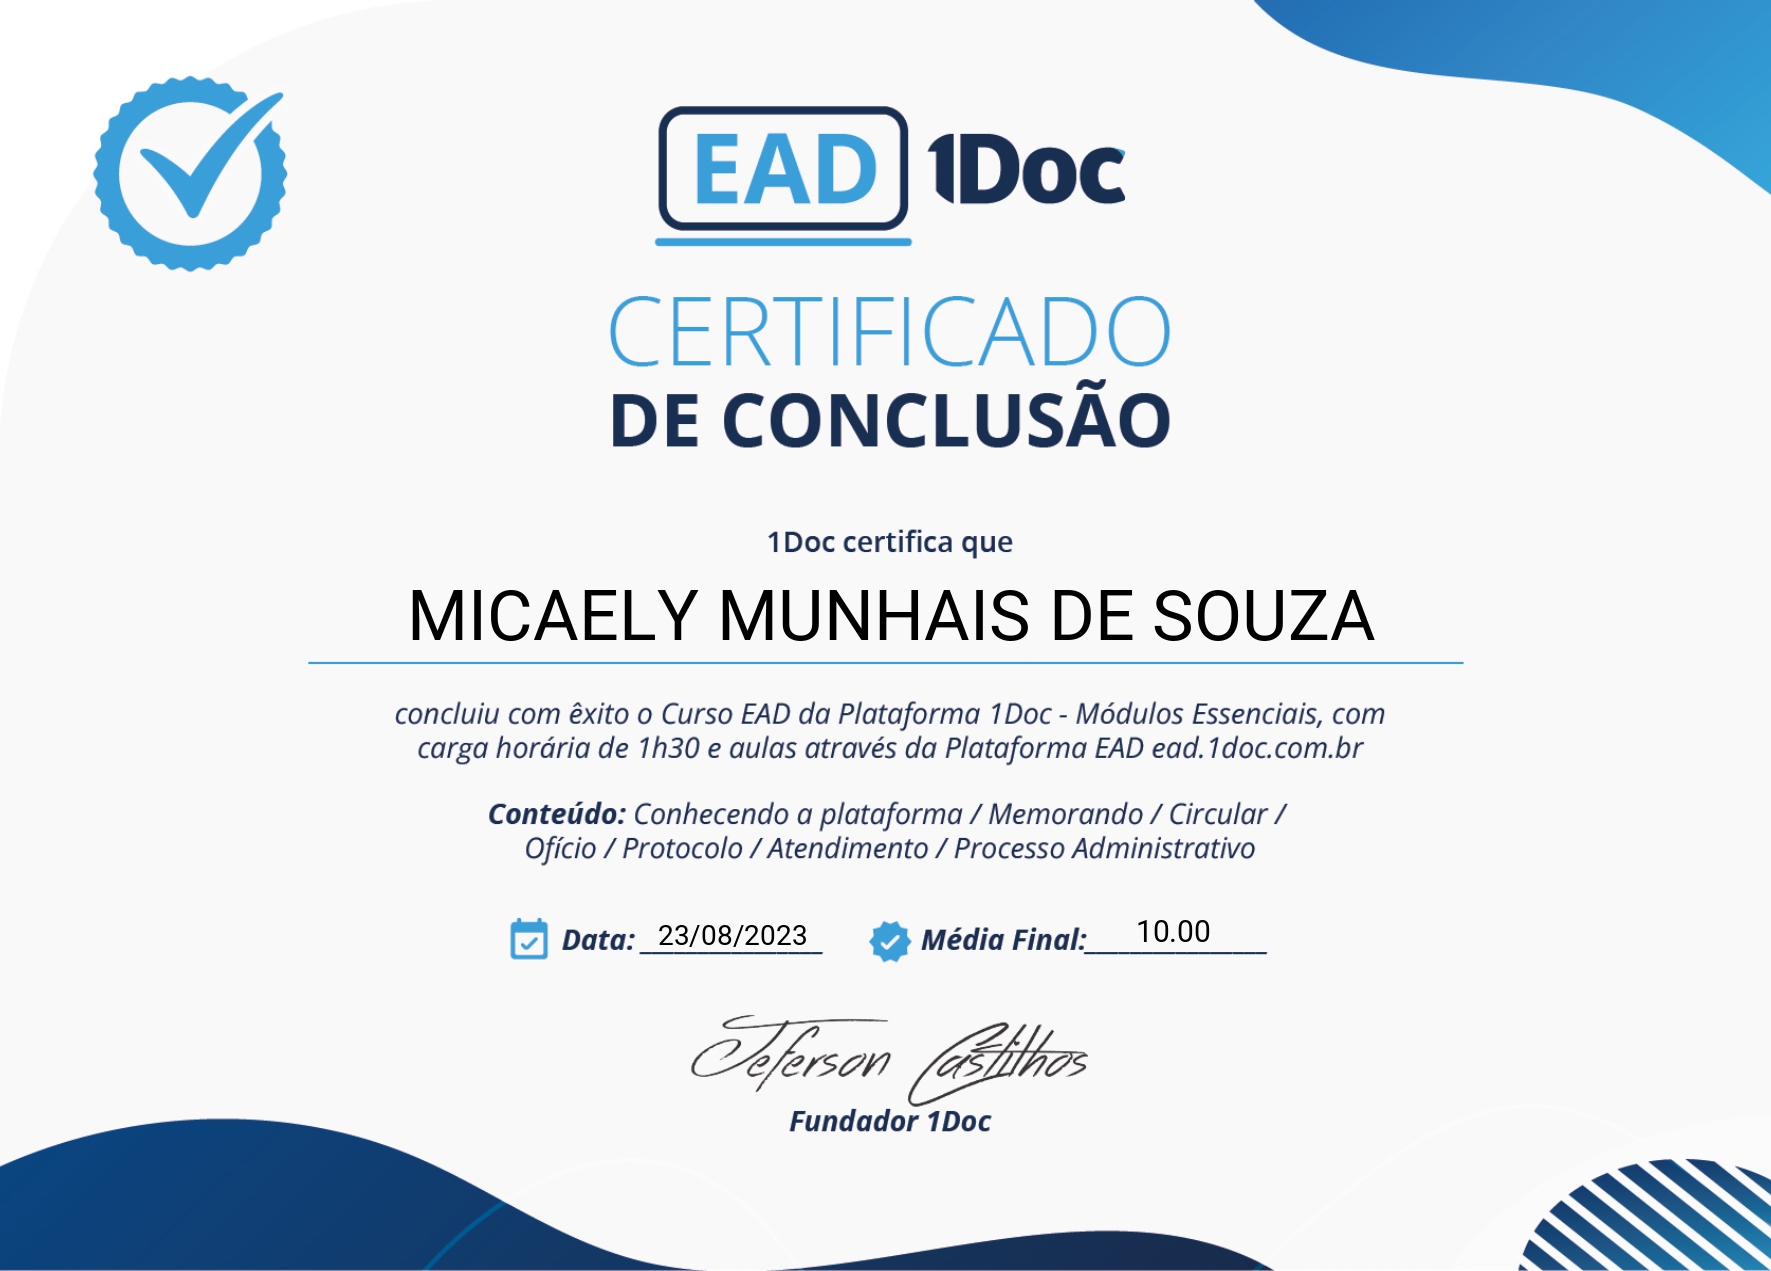 EAD 1Doc
CERTIFICADO
DE CONCLUSÃO
1Doc certifica que
MICAELY MUNHAIS DE SOUZA
concluiu com êxito o Curso EAD da Plataforma 1Doc - Módulos Essenciais, com
carga horária de 1h30 e aulas através da Plataforma EAD ead.1doc.com.br
Conteúdo: Conhecendo a plataforma / Memorando / Circular /
Ofício / Protocolo / Atendimento / Processo Administrativo
Data: 23/08/2023 Média Final: 10.00
Jeferson Castilhos
Fundador 1Doc